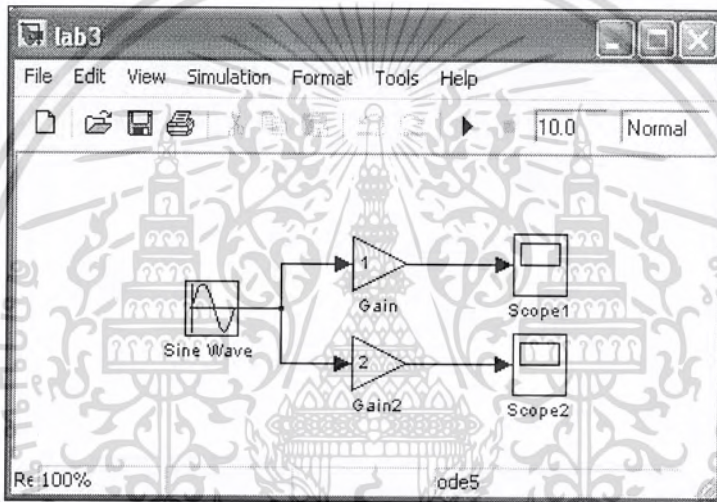 lab3
File Edit View Simulation Format Tools Help
10.0 Normal
1
Gain
Scope1
Sine Wave
2
Gain2
Scope2
Re 100% ode5